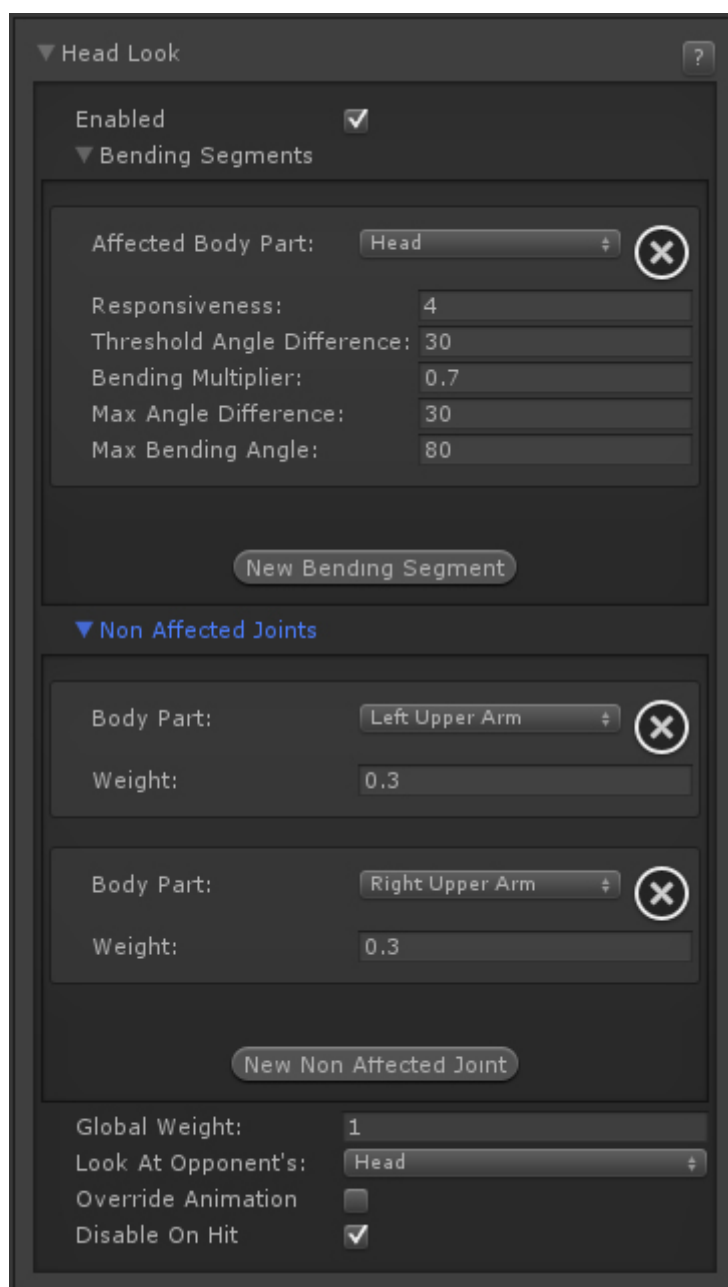 Head Look
?
Enabled
Bending Segments
Affected Body Part: Head
Responsiveness: 4
Threshold Angle Difference: 30
Bending Multiplier: 0.7
Max Angle Difference: 30
Max Bending Angle: 80
New Bending Segment
Non Affected Joints
Body Part: Left Upper Arm
Weight: 0.3
Body Part: Right Upper Arm
Weight: 0.3
New Non Affected Joint
Global Weight: 1
Look At Opponent's: Head
Override Animation
Disable On Hit